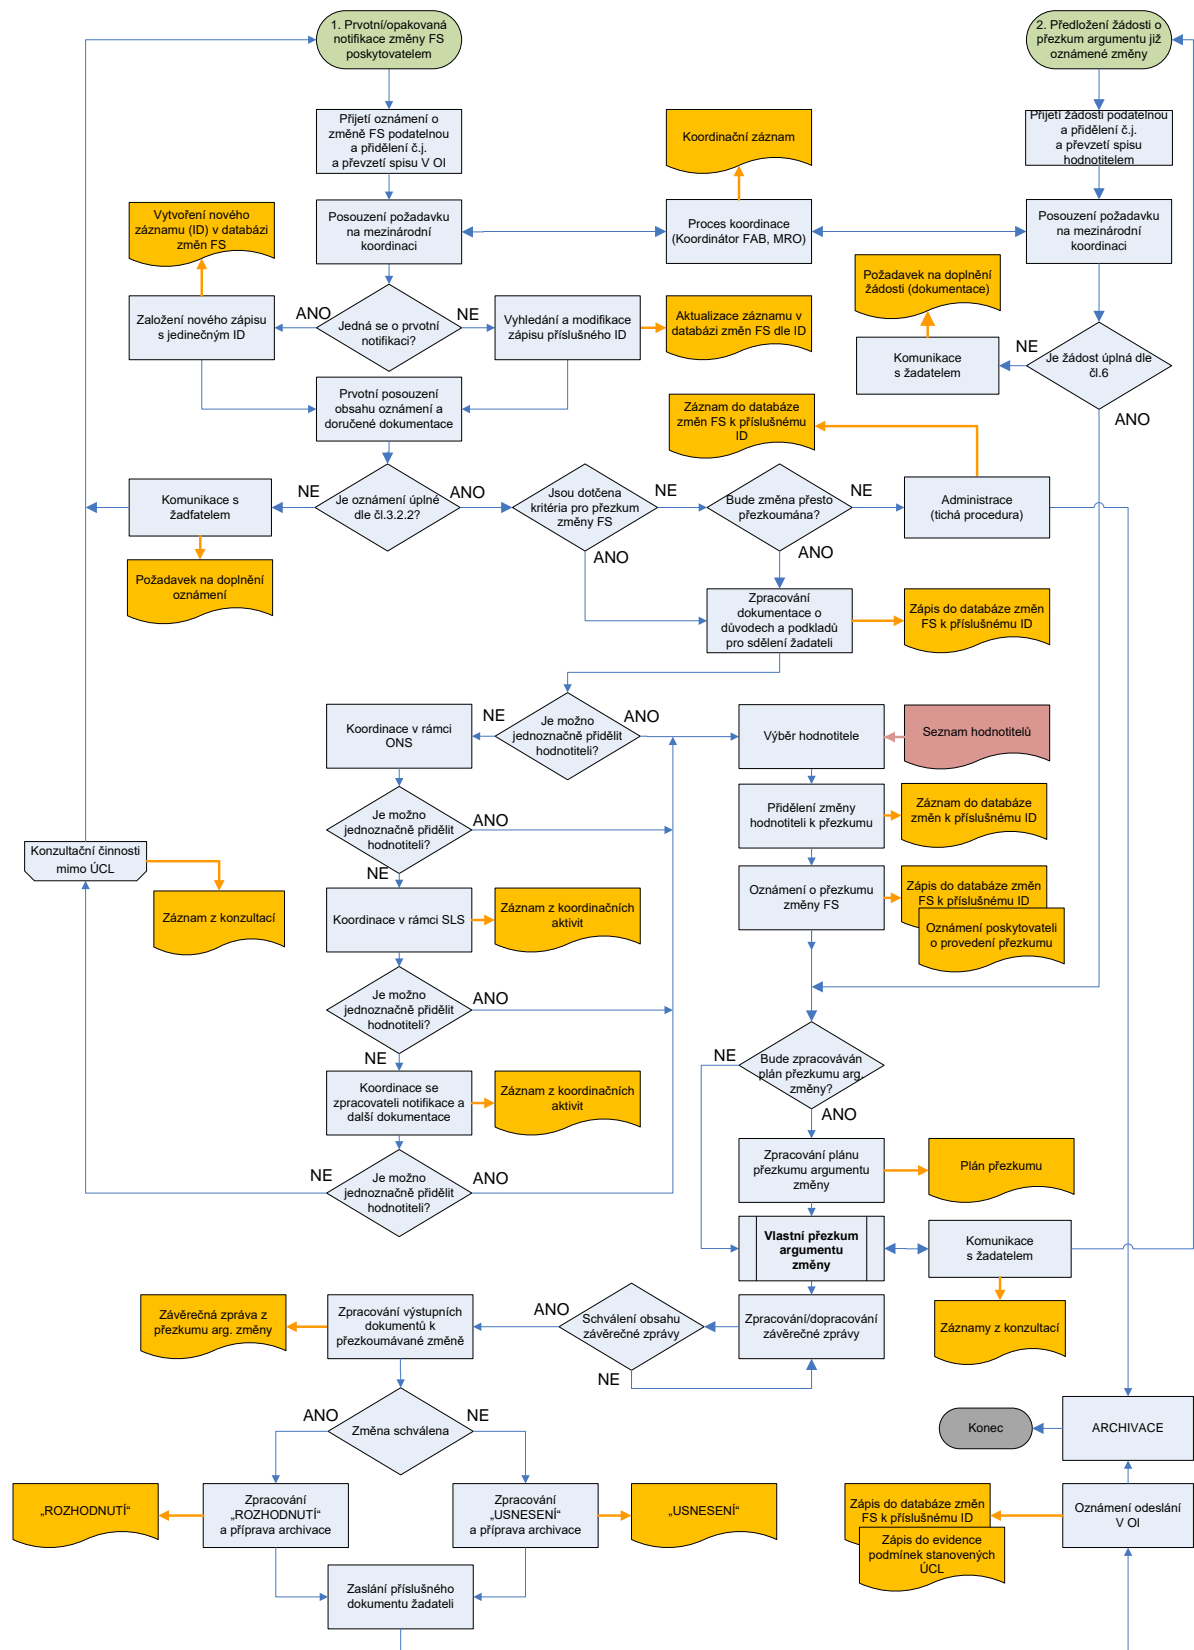 1. Prvotní/opakovaná
notifikace změny FS
poskytovatelem
2. Předložení žádosti o
přezkum argumentu již
oznámené změny
Přijetí oznámení o
změně FS podatelnou
a přidělení č.j.
a převzetí spisu V OI
Koordinační záznam
Přijetí žádosti podatelnou
a přidělení č.j.
a převzetí spisu
hodnotitelem
Vytvoření nového
záznamu (ID) v databázi
změn FS
Posouzení požadavku
na mezinárodní
koordinaci
Proces koordinace
(Koordinátor FAB, MRO)
Posouzení požadavku
na mezinárodní
koordinaci
Požadavek na doplnění
žádosti (dokumentace)
Založení nového zápisu
s jedinečným ID
ANO
Jedná se o prvotní
notifikaci?
NE
Vyhledání a modifikace
zápisu příslušného ID
Aktualizace záznamu v
databázi změn FS dle ID
Komunikace
s žadatelem
NE
Je žádost úplná dle
čl.6
ANO
Prvotní posouzení
obsahu oznámení a
doručené dokumentace
Záznam do databáze
změn FS k příslušnému
ID
Komunikace s
žadfatelem
NE
Je oznámení úplné
dle čl.3.2.2?
ANO
Jsou dotčena
kritéria pro přezkum
změny FS
NE
ANO
Bude změna přesto
přezkoumána?
NE
ANO
Administrace
(tichá procedura)
Požadavek na doplnění
oznámení
Zpracování
dokumentace o
důvodech a podkladů
pro sdělení žadateli
Zápis do databáze změn
FS k příslušnému ID
Koordinace v rámci
ONS
NE
Je možno
jednoznačně přidělit
hodnotiteli?
ANO
Výběr hodnotitele
Seznam hodnotitelů
Je možno
jednoznačně přidělit
hodnotiteli?
ANO
NE
Přidělení změny
hodnotiteli k přezkumu
Záznam do databáze
změn k příslušnému ID
Konzultační činnosti
mimo ÚCL
Záznam z konzultací
Koordinace v rámci SLS
Záznam z koordinačních
aktivit
Oznámení o přezkumu
změny FS
Zápis do databáze změn
FS k příslušnému ID
Oznámení poskytovateli
o provedení přezkumu
Je možno
jednoznačně přidělit
hodnotiteli?
ANO
NE
NE
Bude zpracováván
plán přezkumu arg.
změny?
ANO
Koordinace se
zpracovateli notifikace a
další dokumentace
Záznam z koordinačních
aktivit
NE
Je možno
jednoznačně přidělit
hodnotiteli?
ANO
Zpracování plánu
přezkumu argumentu
změny
Plán přezkumu
Vlastní přezkum
argumentu
změny
Komunikace
s žadatelem
Závěrečná zpráva z
přezkumu arg. změny
Zpracování výstupních
dokumentů k
přezkoumávané změně
ANO
Schválení obsahu
závěrečné zprávy
NE
Zpracování/dopracování
závěrečné zprávy
Záznamy z konzultací
ANO
Změna schválena
NE
Konec
ARCHIVACE
„ROZHODNUTÍ“
Zpracování
„ROZHODNUTÍ“
a příprava archivace
Zpracování
„USNESENÍ“
a příprava archivace
„USNESENÍ“
Zápis do databáze změn
FS k příslušnému ID
Zápis do evidence
podmínek stanovených
ÚCL
Oznámení odeslání
V OI
Zaslání příslušného
dokumentu žadateli